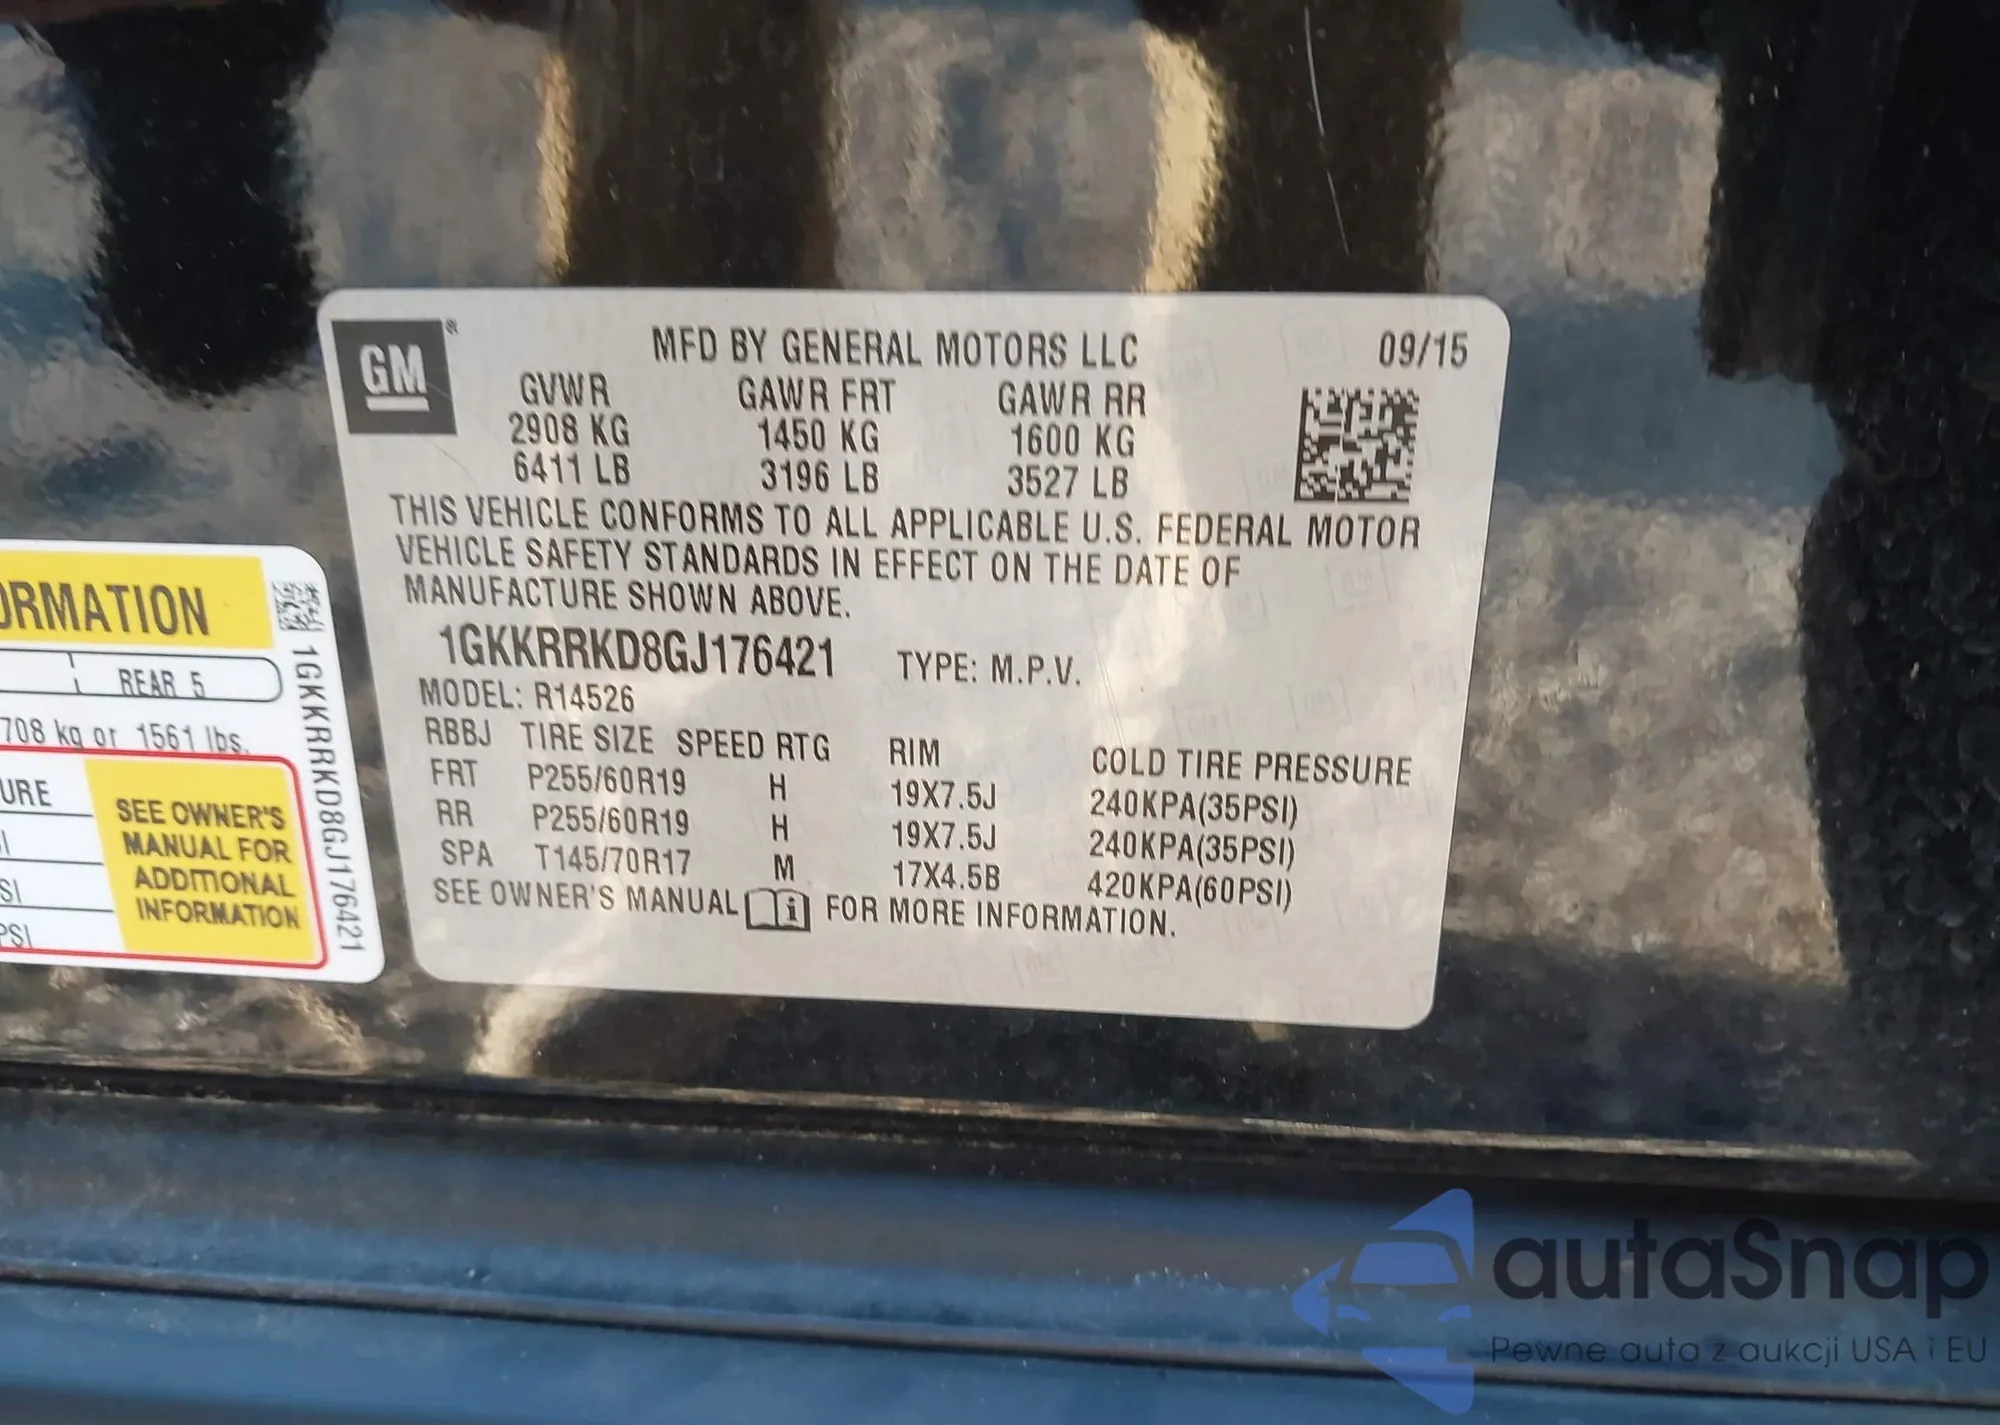 GM
MFD BY GENERAL MOTORS LLC 09/15
GVWR GAWR FRT GAWR RR
2908 KG 1450 KG 1600 KG
6411 LB 3196 LB 3527 LB
THIS VEHICLE CONFORMS TO ALL APPLICABLE U.S. FEDERAL MOTOR
VEHICLE SAFETY STANDARDS IN EFFECT ON THE DATE OF
MANUFACTURE SHOWN ABOVE.
1GKKRRKD8GJ176421 TYPE: M.P.V.
MODEL: R14526
RBBJ TIRE SIZE SPEED RTG RIM COLD TIRE PRESSURE
FRT P255/60R19 H 19X7.5J 240KPA(35PSI)
RR P255/60R19 H 19X7.5J 240KPA(35PSI)
SPA T145/70R17 M 17X4.5B 420KPA(60PSI)
SEE OWNER'S MANUAL i FOR MORE INFORMATION.
ORMATION
REAR 5
708 kg or 1561 lbs.
URE
SI
PSI
SEE OWNER'S
MANUAL FOR
ADDITIONAL
INFORMATION
1GKKRRKD8GJ176421
autaSnap
Pewne auta z aukcji USA i EU